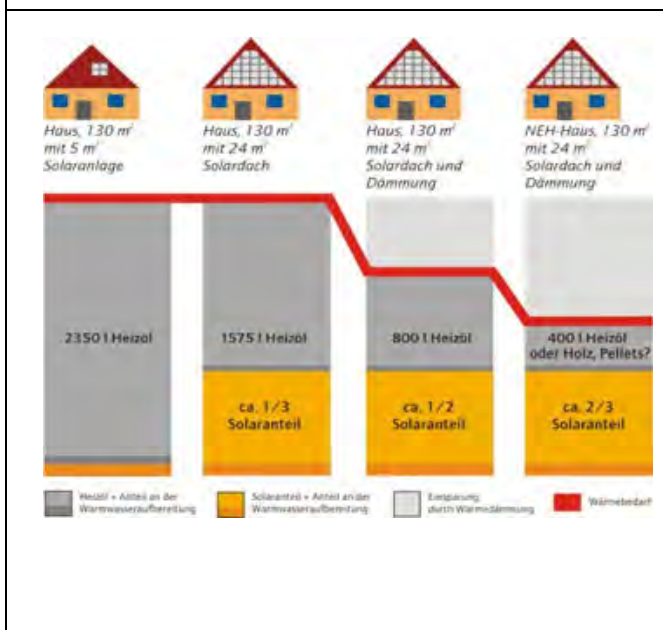 Haus, 130 m²
mit 5 m²
Solaranlage
Haus, 130 m²
mit 24 m²
Solardach
Haus, 130 m²
mit 24 m²
Solardach und
Dämmung
NEH-Haus, 130 m²
mit 24 m²
Solardach und
Dämmung
2350 l Heizöl
1575 l Heizöl
800 l Heizöl
400 l Heizöl
oder Holz, Pellets?
ca. 1/3
Solaranteil
ca. 1/2
Solaranteil
ca. 2/3
Solaranteil
Heizöl + Anteil an der
Warmwasseraufbereitung
Solaranteil + Anteil an der
Warmwasseraufbereitung
Einsparung
durch Wärmedämmung
Wärmebedarf